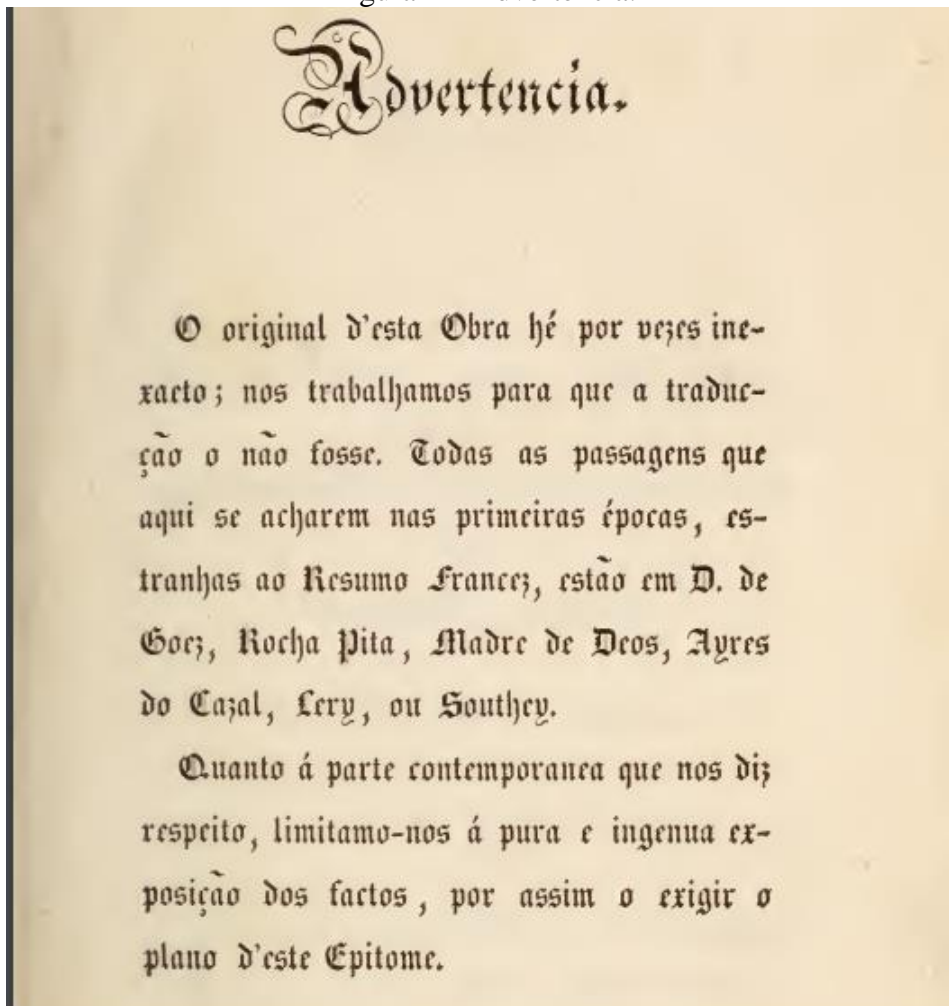 Advertencia.
O original d'esta Obra hé por vezes ine-
xacto; nos trabalhamos para que a traduc-
ção o não fosse. Todas as passagens que
aqui se acharem nas primeiras épocas, es-
tranhas ao Resumo Francez, estão em D. de
Goez, Rocha Pita, Madre de Deos, Ayres
do Cazal, Lery, ou Southey.
Quanto á parte contemporanea que nos diz
respeito, limitamo-nos á pura e ingenua ex-
posição dos factos, por assim o exigir o
plano d'este Epitome.